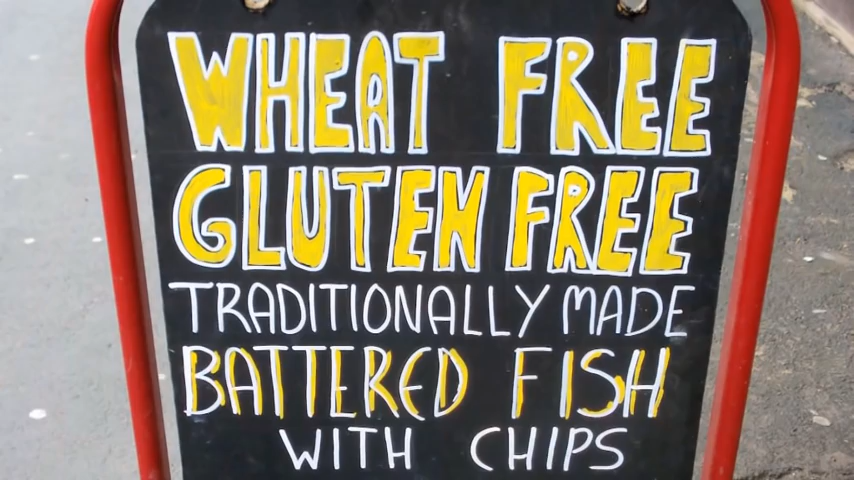 WHEAT FREE
GLUTEN FREE
TRADITIONALLY MADE
BATTERED FISH
WITH CHIPS